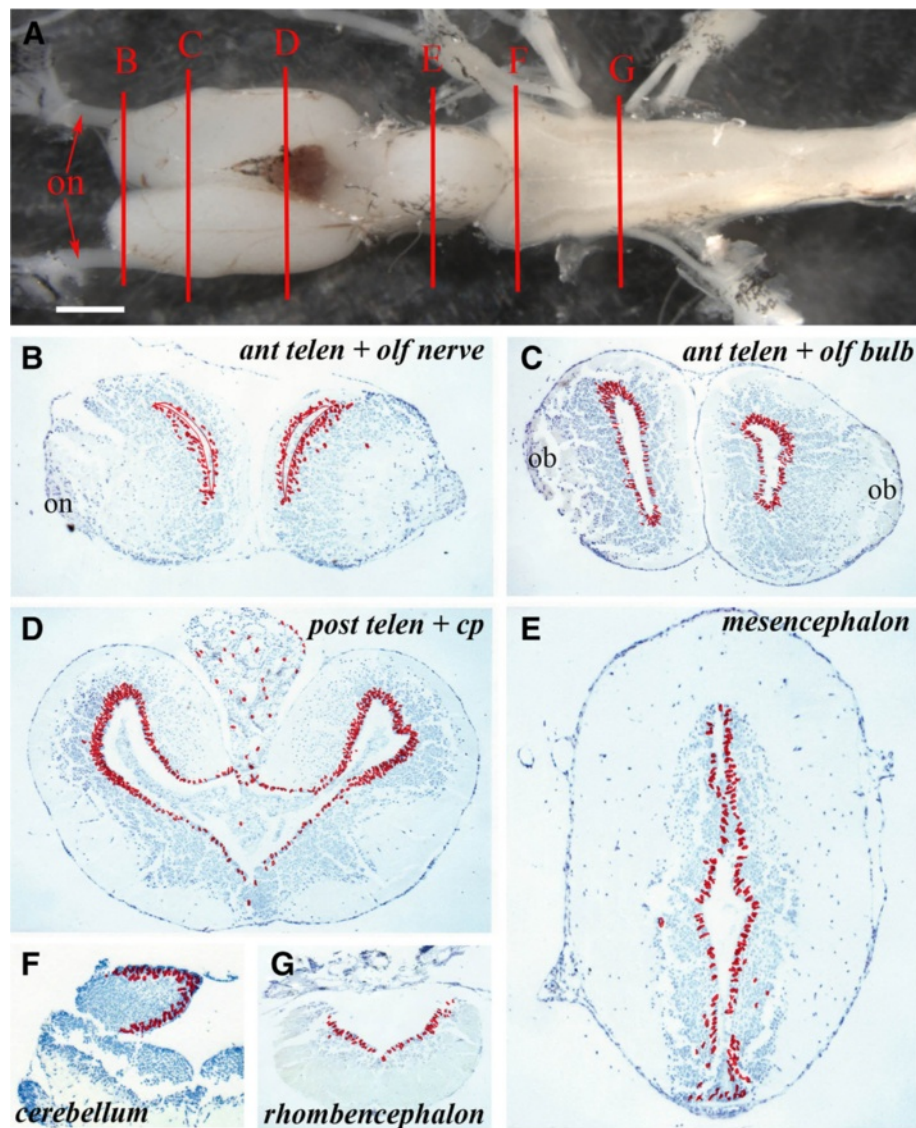 A
B
C
D
E
F
G
on
B
ant telen + olf nerve
on
C
ant telen + olf bulb
ob
ob
D
post telen + cp
E
mesencephalon
F
cerebellum
G
rhombencephalon